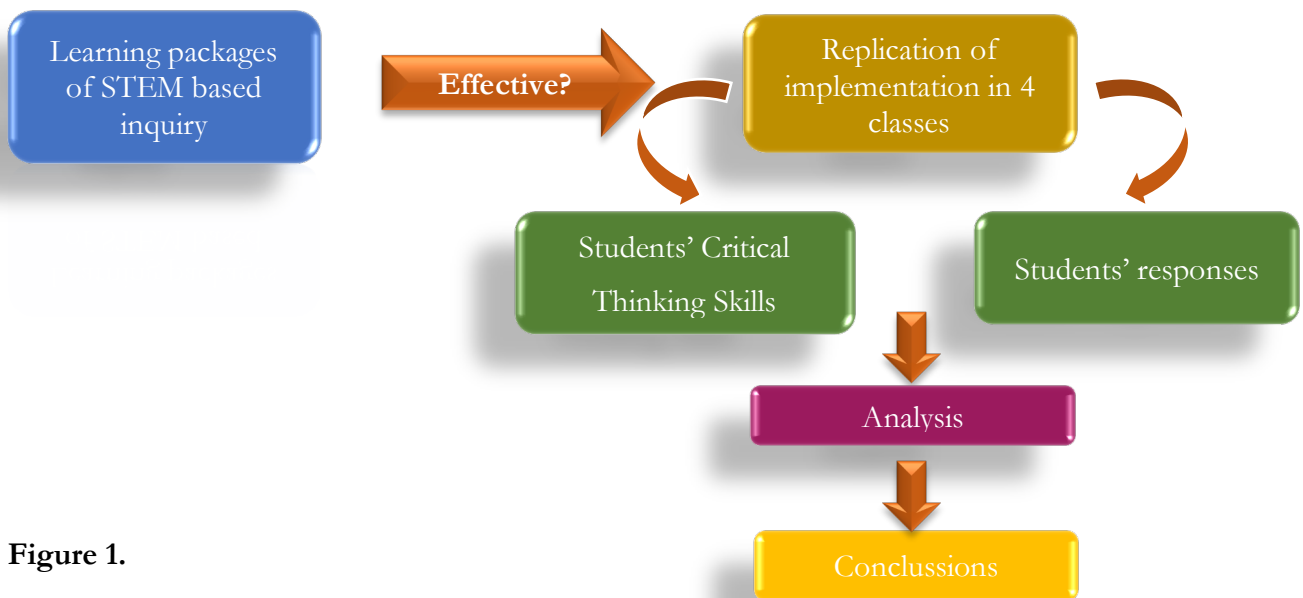 Learning packages
of STEM based
inquiry
Effective?
Replication of
implementation in 4
classes
Students’ Critical
Thinking Skills
Students’ responses
Analysis
Conclussions
Figure 1.